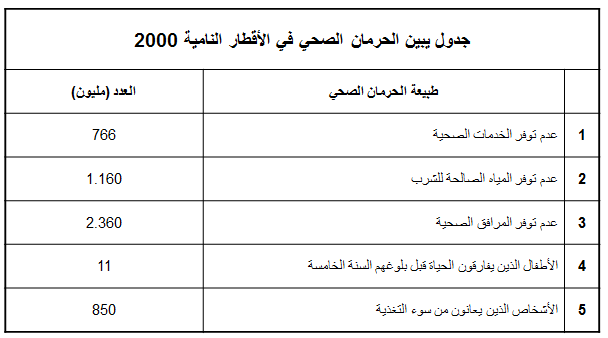 جدول يبين الحرمان الصحي في الأقطار النامية 2000
طبيعة الحرمان الصحي العدد (مليون)
1 عدم توفر الخدمات الصحية 766
2 عدم توفر المياه الصالحة للشرب 1.160
3 عدم توفر المرافق الصحية 2.360
4 الأطفال الذين يفارقون الحياة قبل بلوغهم السنة الخامسة 11
5 الأشخاص الذين يعانون من سوء التغذية 850